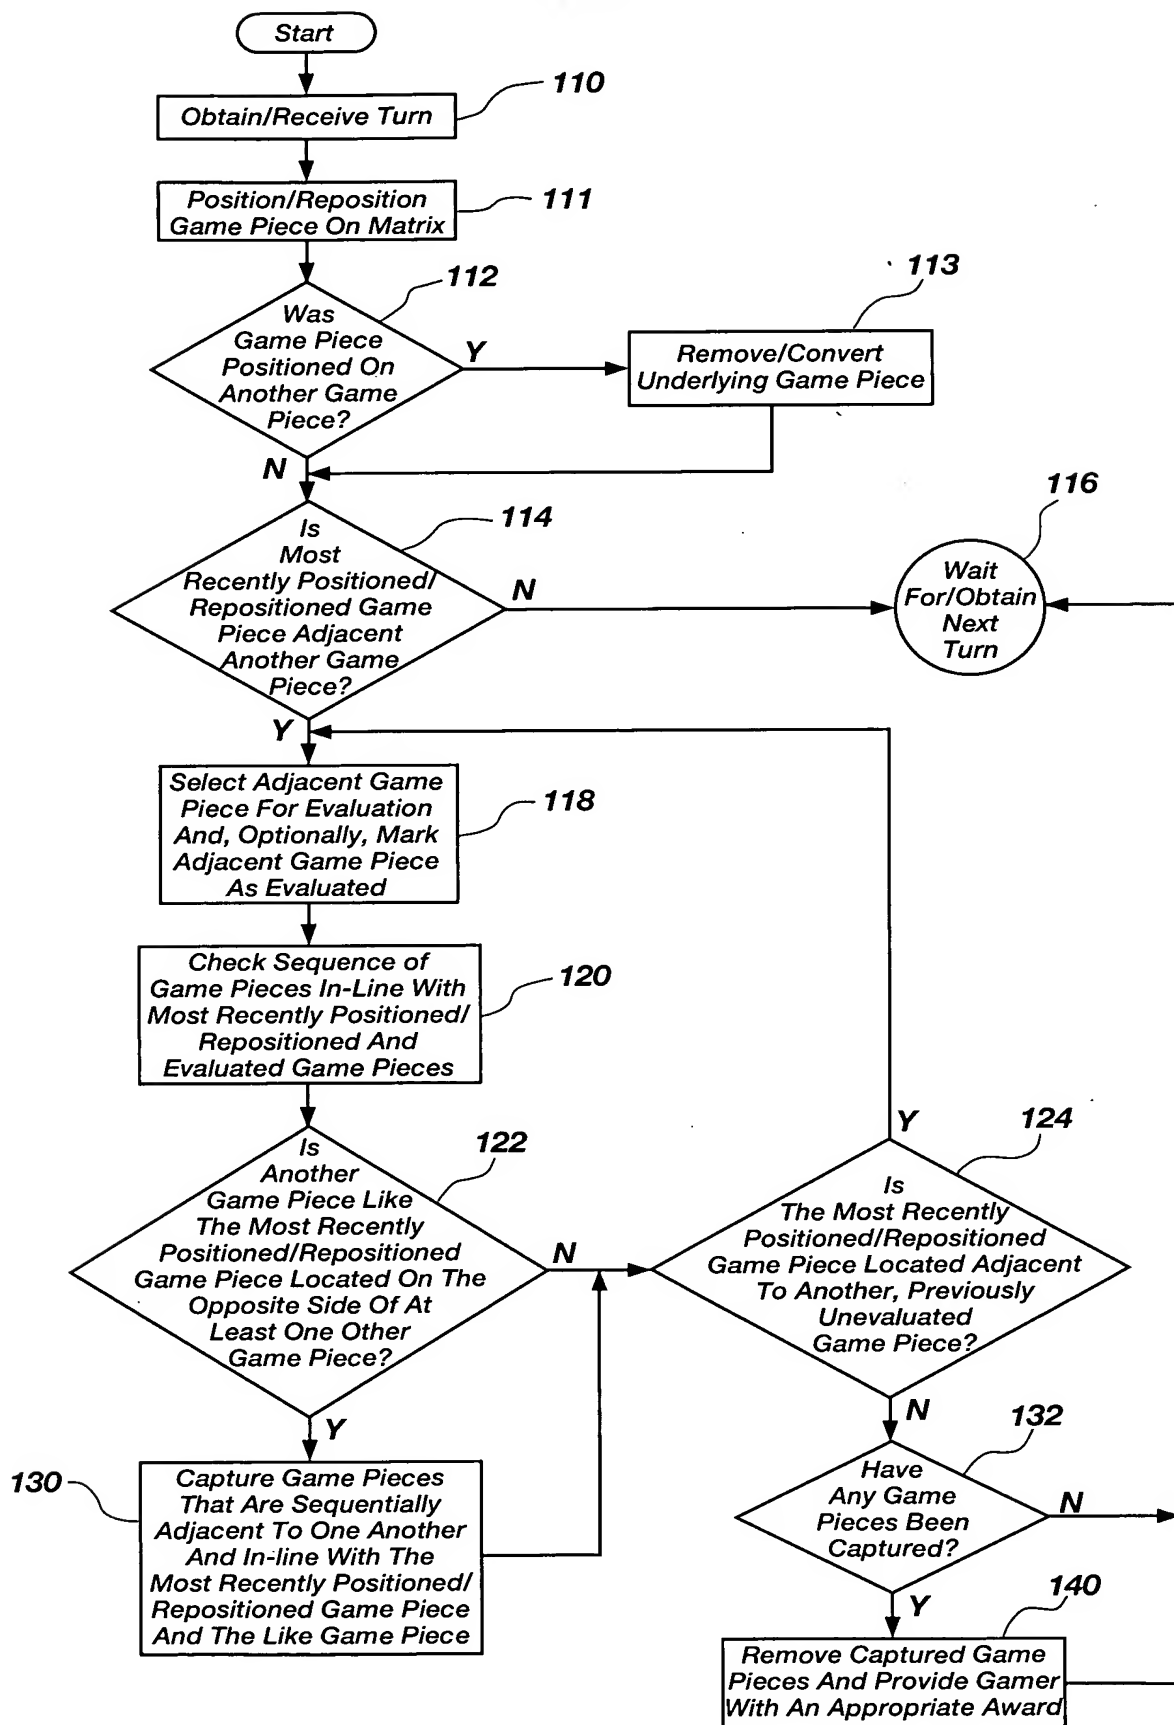 Start
110
Obtain/Receive Turn
Position/Reposition
Game Piece On Matrix
111
112
Was
Game Piece
Positioned On
Another Game
Piece?
Y
N
113
Remove/Convert
Underlying Game Piece
114
Is
Most
Recently Positioned/
Repositioned Game
Piece Adjacent
Another Game
Piece?
N
Y
116
Wait
For/Obtain
Next
Turn
Select Adjacent Game
Piece For Evaluation
And, Optionally, Mark
Adjacent Game Piece
As Evaluated
118
Check Sequence of
Game Pieces In-Line With
Most Recently Positioned/
Repositioned And
Evaluated Game Pieces
120
122
Is
Another
Game Piece Like
The Most Recently
Positioned/Repositioned
Game Piece Located On The
Opposite Side Of At
Least One Other
Game Piece?
N
Y
124
Y
Is
The Most Recently
Positioned/Repositioned
Game Piece Located Adjacent
To Another, Previously
Unevaluated
Game Piece?
N
130
Capture Game Pieces
That Are Sequentially
Adjacent To One Another
And In-line With The
Most Recently Positioned/
Repositioned Game Piece
And The Like Game Piece
132
Have
Any Game
Pieces Been
Captured?
N
Y
140
Remove Captured Game
Pieces And Provide Gamer
With An Appropriate Award